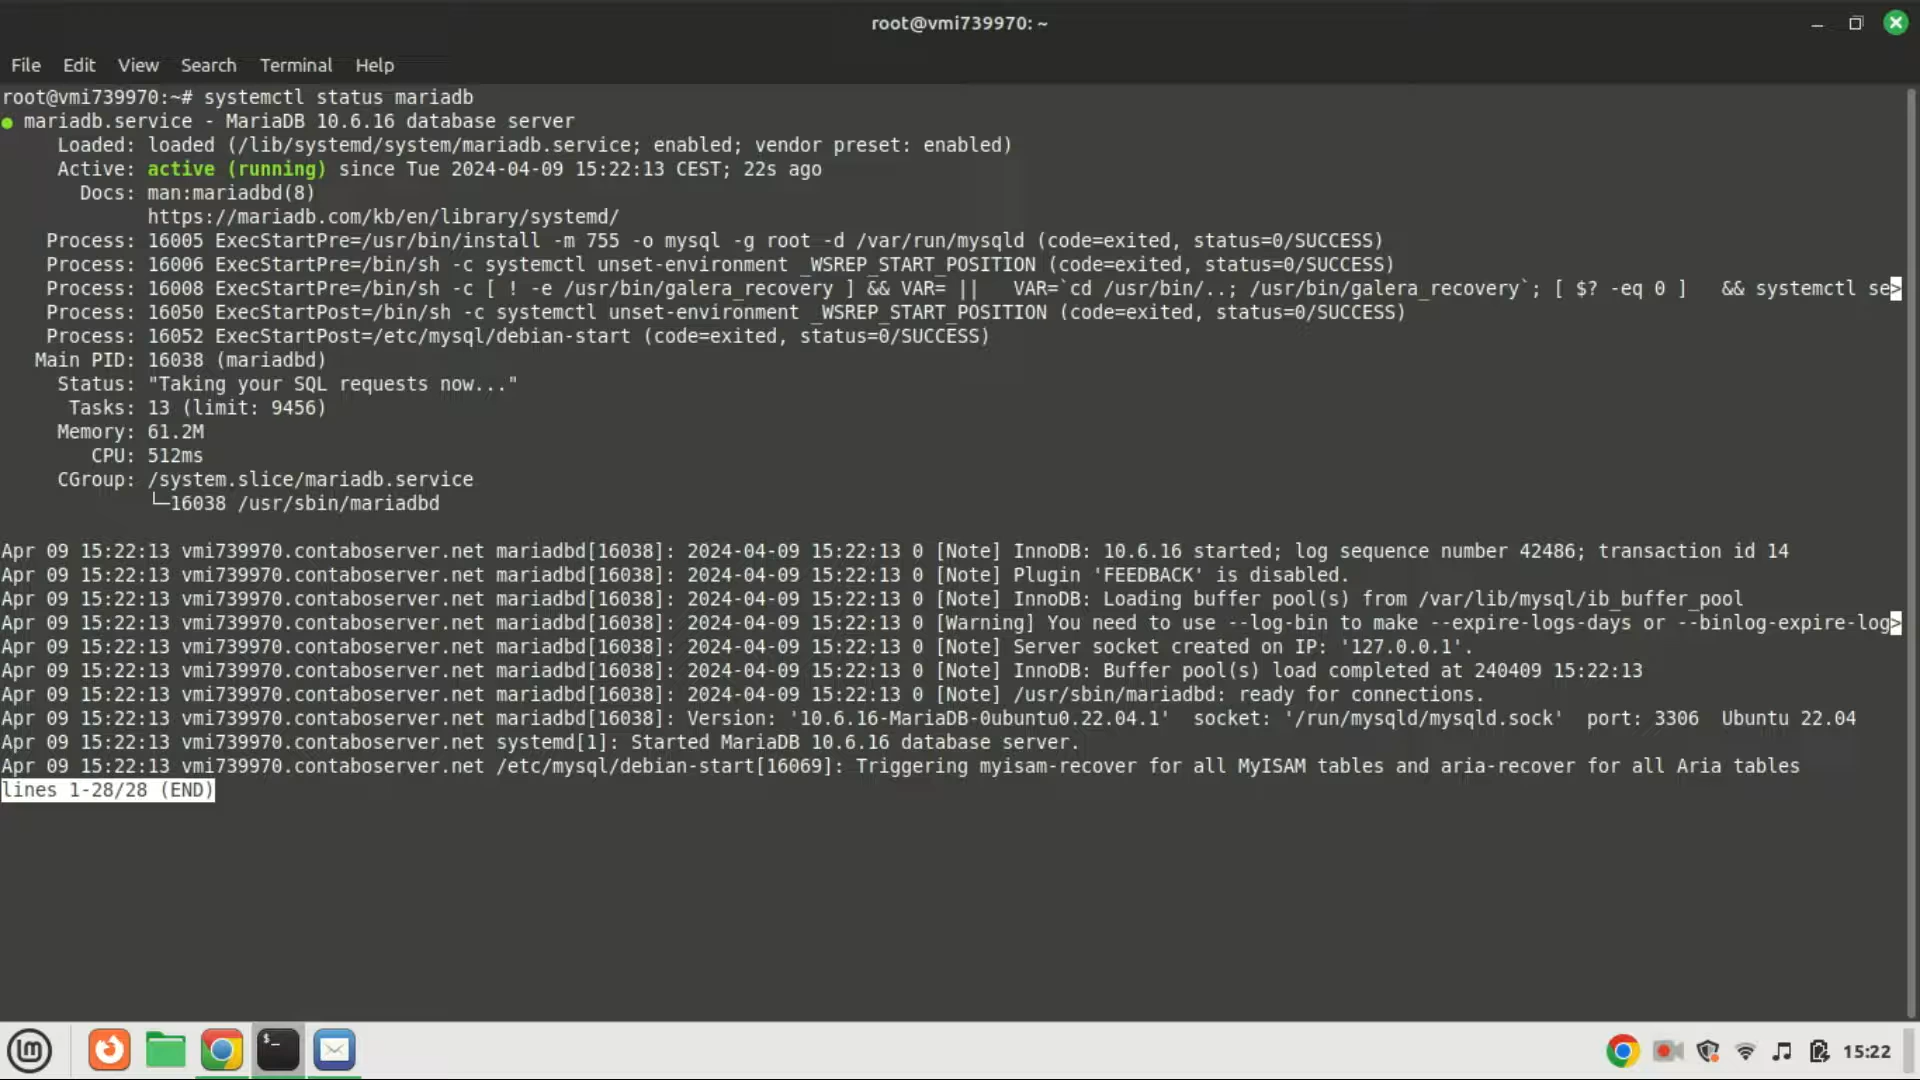 root@vmi739970: ~
File Edit View Search Terminal Help
root@vmi739970:~# systemctl status mariadb
● mariadb.service - MariaDB 10.6.16 database server
     Loaded: loaded (/lib/systemd/system/mariadb.service; enabled; vendor preset: enabled)
     Active: active (running) since Tue 2024-04-09 15:22:13 CEST; 22s ago
       Docs: man:mariadbd(8)
             https://mariadb.com/kb/en/library/systemd/
    Process: 16005 ExecStartPre=/usr/bin/install -m 755 -o mysql -g root -d /var/run/mysqld (code=exited, status=0/SUCCESS)
    Process: 16006 ExecStartPre=/bin/sh -c systemctl unset-environment _WSREP_START_POSITION (code=exited, status=0/SUCCESS)
    Process: 16008 ExecStartPre=/bin/sh -c [ ! -e /usr/bin/galera_recovery ] && VAR= ||   VAR=`cd /usr/bin/..; /usr/bin/galera_recovery`; [ $? -eq 0 ]   && systemctl se>
    Process: 16050 ExecStartPost=/bin/sh -c systemctl unset-environment _WSREP_START_POSITION (code=exited, status=0/SUCCESS)
    Process: 16052 ExecStartPost=/etc/mysql/debian-start (code=exited, status=0/SUCCESS)
   Main PID: 16038 (mariadbd)
     Status: "Taking your SQL requests now..."
      Tasks: 13 (limit: 9456)
     Memory: 61.2M
        CPU: 512ms
     CGroup: /system.slice/mariadb.service
             └─16038 /usr/sbin/mariadbd
Apr 09 15:22:13 vmi739970.contaboserver.net mariadbd[16038]: 2024-04-09 15:22:13 0 [Note] InnoDB: 10.6.16 started; log sequence number 42486; transaction id 14
Apr 09 15:22:13 vmi739970.contaboserver.net mariadbd[16038]: 2024-04-09 15:22:13 0 [Note] Plugin 'FEEDBACK' is disabled.
Apr 09 15:22:13 vmi739970.contaboserver.net mariadbd[16038]: 2024-04-09 15:22:13 0 [Note] InnoDB: Loading buffer pool(s) from /var/lib/mysql/ib_buffer_pool
Apr 09 15:22:13 vmi739970.contaboserver.net mariadbd[16038]: 2024-04-09 15:22:13 0 [Warning] You need to use --log-bin to make --expire-logs-days or --binlog-expire-log>
Apr 09 15:22:13 vmi739970.contaboserver.net mariadbd[16038]: 2024-04-09 15:22:13 0 [Note] Server socket created on IP: '127.0.0.1'.
Apr 09 15:22:13 vmi739970.contaboserver.net mariadbd[16038]: 2024-04-09 15:22:13 0 [Note] InnoDB: Buffer pool(s) load completed at 240409 15:22:13
Apr 09 15:22:13 vmi739970.contaboserver.net mariadbd[16038]: 2024-04-09 15:22:13 0 [Note] /usr/sbin/mariadbd: ready for connections.
Apr 09 15:22:13 vmi739970.contaboserver.net mariadbd[16038]: Version: '10.6.16-MariaDB-0ubuntu0.22.04.1'  socket: '/run/mysqld/mysqld.sock'  port: 3306  Ubuntu 22.04
Apr 09 15:22:13 vmi739970.contaboserver.net systemd[1]: Started MariaDB 10.6.16 database server.
Apr 09 15:22:13 vmi739970.contaboserver.net /etc/mysql/debian-start[16069]: Triggering myisam-recover for all MyISAM tables and aria-recover for all Aria tables
lines 1-28/28 (END)
15:22